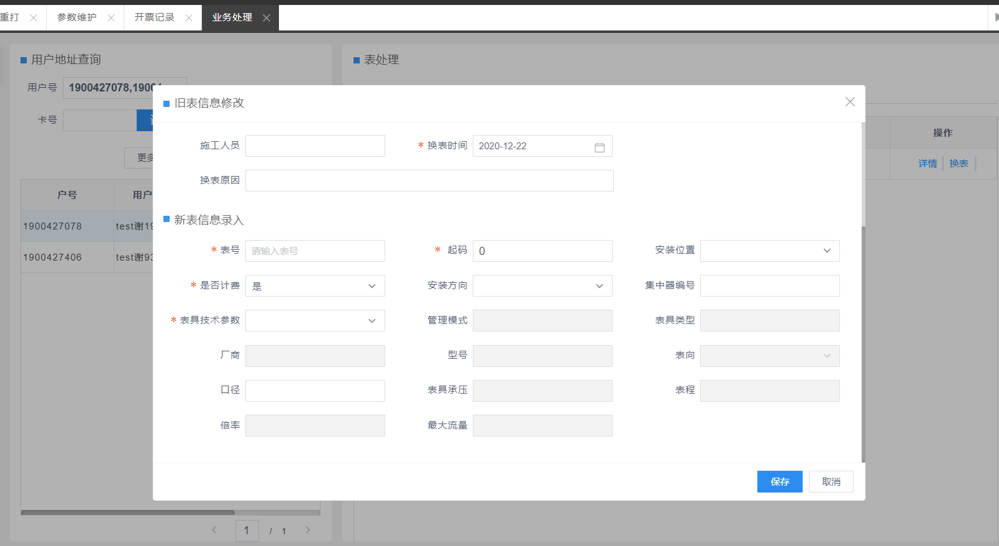 重打 参数维护 开票记录 业务处理
用户地址查询
用户号 1900427078,1900
卡号
更多
户号 用户
1900427078 test谢19
1900427406 test谢93
1 / 1
表处理
操作
详情 换表
旧表信息修改
施工人员 * 换表时间 2020-12-22
换表原因
新表信息录入
* 表号 请输入表号 * 起码 0 安装位置
* 是否计费 是 安装方向 集中器编号
* 表具技术参数 管理模式 表具类型
厂商 型号 表向
口径 表具承压 表程
倍率 最大流量
保存 取消